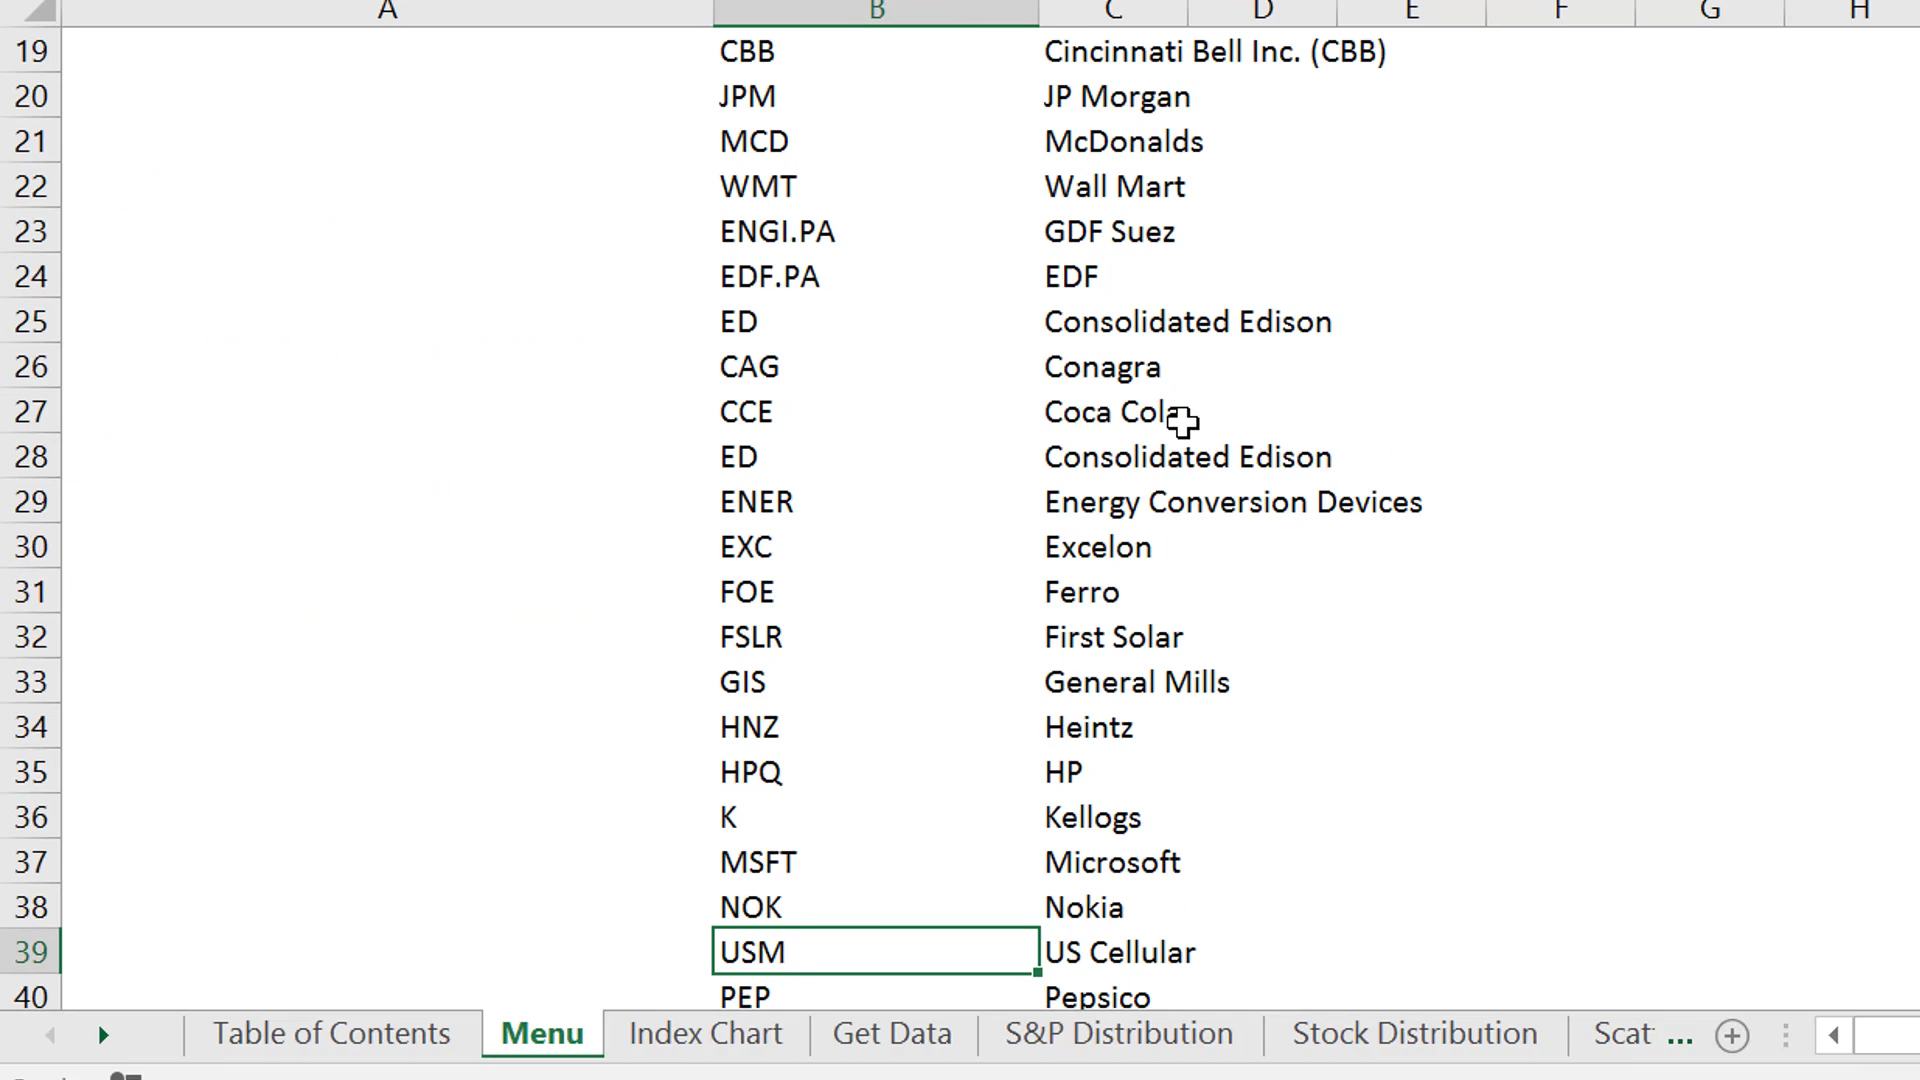 A B C D E F G H
19 CBB Cincinnati Bell Inc. (CBB)
20 JPM JP Morgan
21 MCD McDonalds
22 WMT Wall Mart
23 ENGI.PA GDF Suez
24 EDF.PA EDF
25 ED Consolidated Edison
26 CAG Conagra
27 CCE Coca Cola
28 ED Consolidated Edison
29 ENER Energy Conversion Devices
30 EXC Excelon
31 FOE Ferro
32 FSLR First Solar
33 GIS General Mills
34 HNZ Heintz
35 HPQ HP
36 K Kellogs
37 MSFT Microsoft
38 NOK Nokia
39 USM US Cellular
40 PEP Pepsico
Table of Contents Menu Index Chart Get Data S&P Distribution Stock Distribution Scat ...